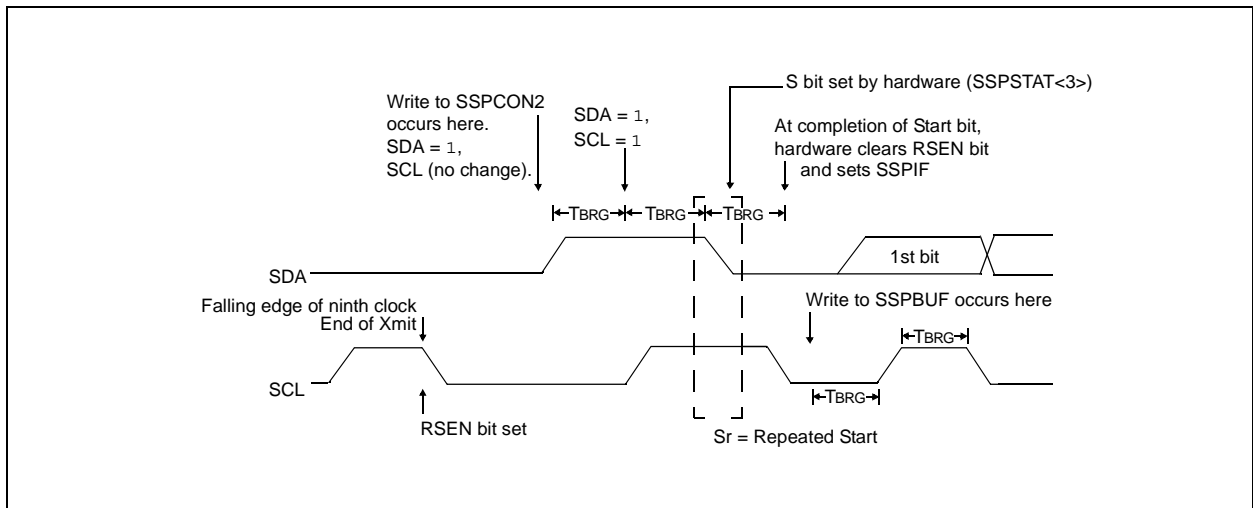 S bit set by hardware (SSPSTAT<3>)
Write to SSPCON2
occurs here.
SDA = 1,
SCL (no change).
SDA = 1,
SCL = 1
At completion of Start bit,
hardware clears RSEN bit
and sets SSPIF
TBRG
TBRG
TBRG
SDA
1st bit
Falling edge of ninth clock
End of Xmit
Write to SSPBUF occurs here
TBRG
SCL
TBRG
RSEN bit set
Sr = Repeated Start